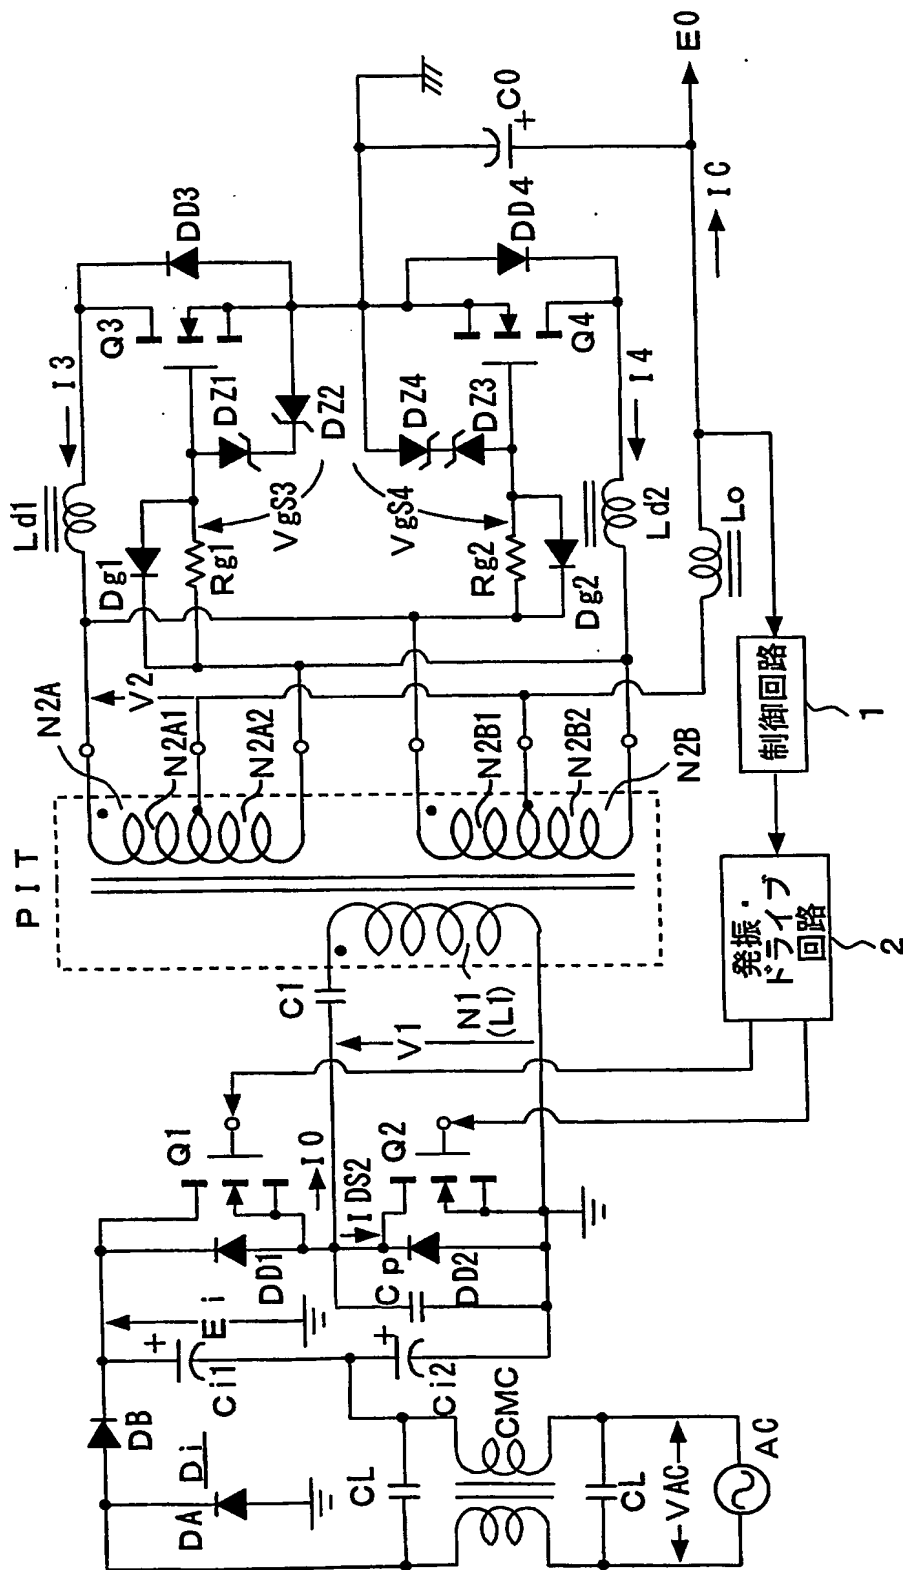 PIT
N2A
N2A1
N2A2
N2B1
N2B2
N2B
V2
Ld1
I3
Dg1
Rg1
VgS3
DZ1
DZ2
Q3
DD3
VgS4
DZ4
DZ3
Rg2
Dg2
Ld2
I4
Q4
DD4
C0
+
E0
IC
Lo
制御回路
1
発振・
ドライブ
回路
2
C1
V1
N1
(L1)
Q1
I0
Q2
IDS2
DD1
DD2
Cp
Ei
+
Ci1
+
Ci2
DB
Di
DA
CL
CMC
CL
VAC
AC